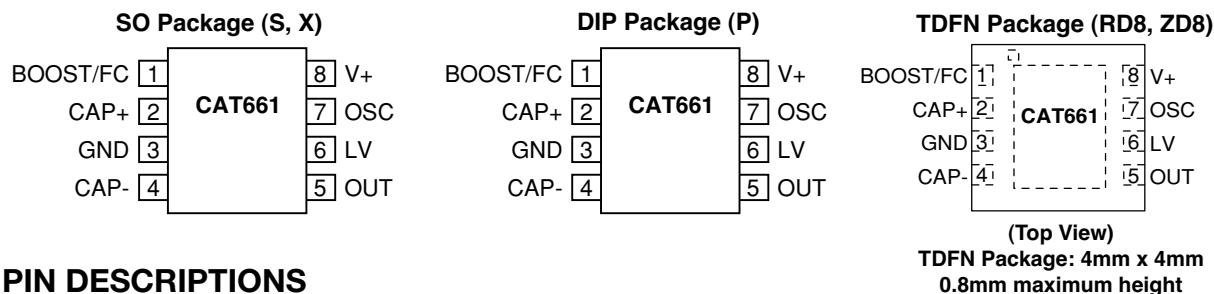 SO Package (S, X)
BOOST/FC 1 8 V+
CAP+ 2 CAT661 7 OSC
GND 3 6 LV
CAP- 4 5 OUT
DIP Package (P)
BOOST/FC 1 8 V+
CAP+ 2 CAT661 7 OSC
GND 3 6 LV
CAP- 4 5 OUT
TDFN Package (RD8, ZD8)
BOOST/FC 1 8 V+
CAP+ 2 CAT661 7 OSC
GND 3 6 LV
CAP- 4 5 OUT
(Top View)
TDFN Package: 4mm x 4mm
0.8mm maximum height
PIN DESCRIPTIONS